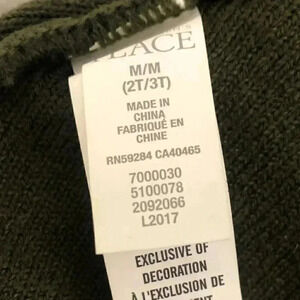 PLACE
M/M
(2T/3T)
MADE IN
CHINA
FABRIQUÉ EN
CHINE
RN59284 CA40465
7000030
5100078
2092066
L2017
EXCLUSIVE OF
DECORATION
À L'EXCLUSION DE